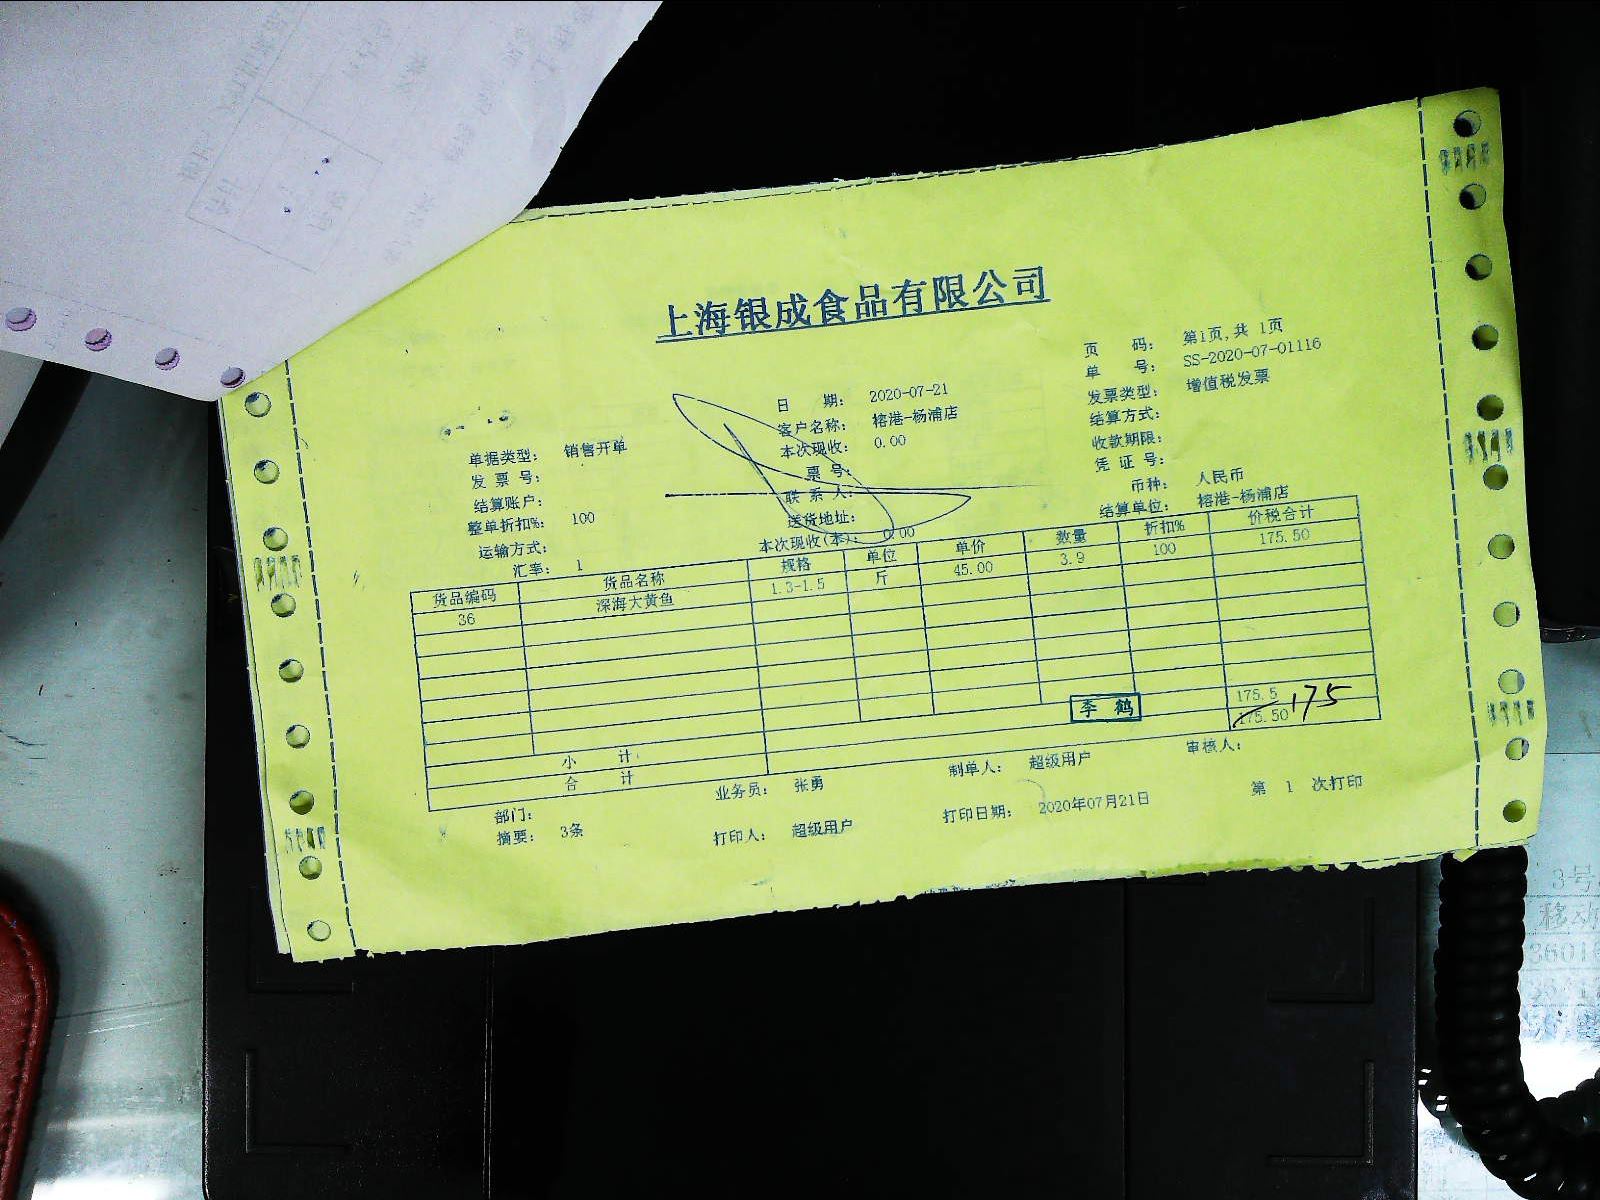 上海银成食品有限公司
页 码： 第1页,共 1页
单 号： SS-2020-07-01116
单据类型： 销售开单 日 期： 2020-07-21 发票类型： 增值税发票
发 票 号： 客户名称： 榕港-杨浦店 结算方式：
结算账户： 本次现收： 0.00 收款期限：
整单折扣%： 100 票 号： 凭 证 号：
运输方式： 联 系 人： 币种： 人民币
汇率： 1 送货地址： 结算单位： 榕港-杨浦店
本次现收(本)： 0.00
货品编码 货品名称 规格 单位 单价 数量 折扣% 价税合计
36 深海大黄鱼 1.3-1.5 斤 45.00 3.9 100 175.50
小 计： 175.5
合 计 175.50 175
李 鹤
部门： 业务员： 张勇 制单人： 超级用户 审核人：
摘要： 3条 打印人： 超级用户 打印日期： 2020年07月21日 第 1 次打印
3号
移动